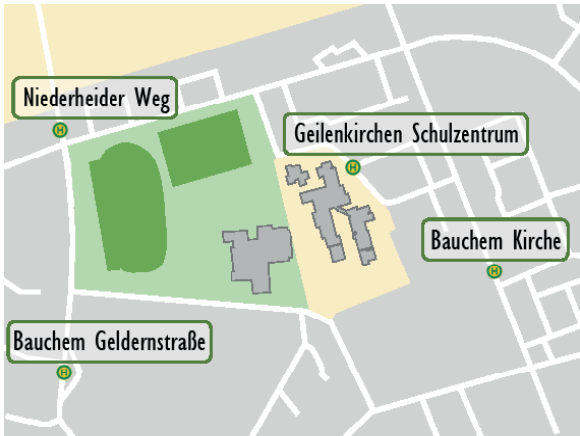 Niederheider Weg
H
Geilenkirchen Schulzentrum
H
Bauchem Kirche
H
Bauchem Geldernstraße
H